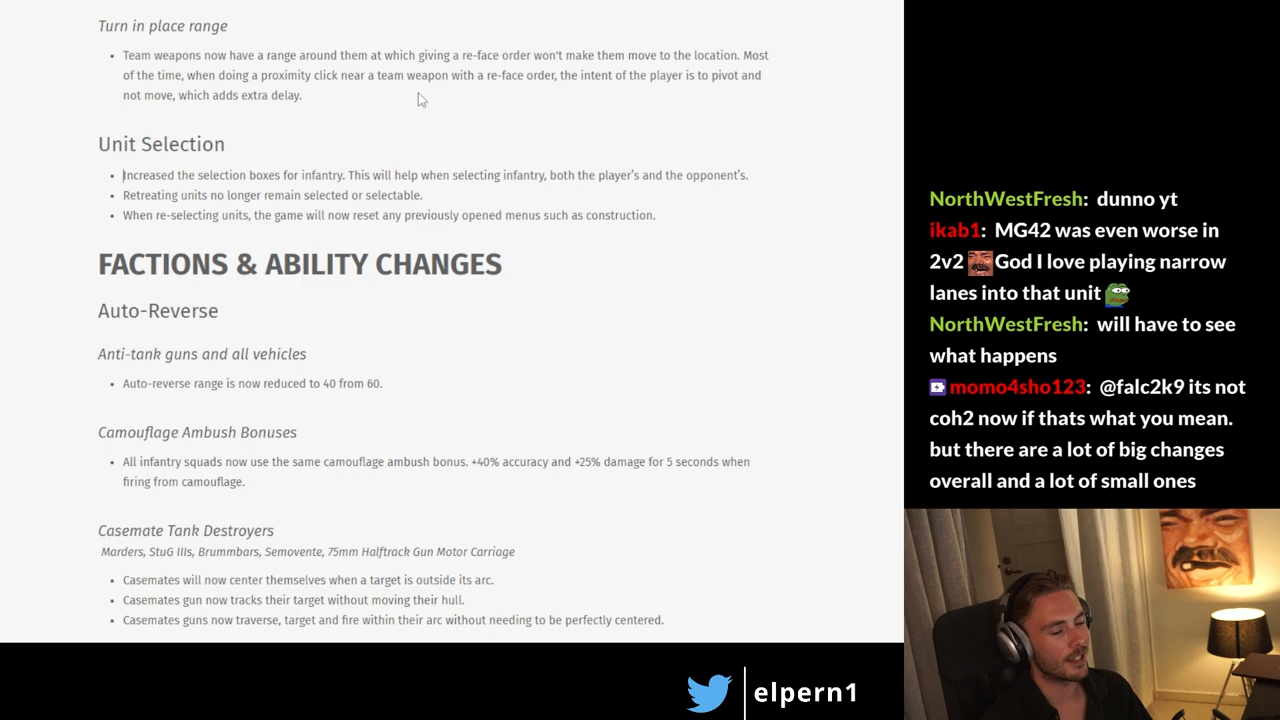 Turn in place range
• Team weapons now have a range around them at which giving a re-face order won't make them move to the location. Most
of the time, when doing a proximity click near a team weapon with a re-face order, the intent of the player is to pivot and
not move, which adds extra delay.
Unit Selection
• Increased the selection boxes for infantry. This will help when selecting infantry, both the player's and the opponent's.
• Retreating units no longer remain selected or selectable.
• When re-selecting units, the game will now reset any previously opened menus such as construction.
FACTIONS & ABILITY CHANGES
Auto-Reverse
Anti-tank guns and all vehicles
• Auto-reverse range is now reduced to 40 from 60.
Camouflage Ambush Bonuses
• All infantry squads now use the same camouflage ambush bonus. +40% accuracy and +25% damage for 5 seconds when
firing from camouflage.
Casemate Tank Destroyers
Marders, StuG IIIs, Brummbars, Semovente, 75mm Halftrack Gun Motor Carriage
• Casemates will now center themselves when a target is outside its arc.
• Casemates gun now tracks their target without moving their hull.
• Casemates guns now traverse, target and fire within their arc without needing to be perfectly centered.
NorthWestFresh: dunno yt
ikab1: MG42 was even worse in
2v2 God I love playing narrow
lanes into that unit
NorthWestFresh: will have to see
what happens
momo4sho123: @falc2k9 its not
coh2 now if thats what you mean.
but there are a lot of big changes
overall and a lot of small ones
elpern1